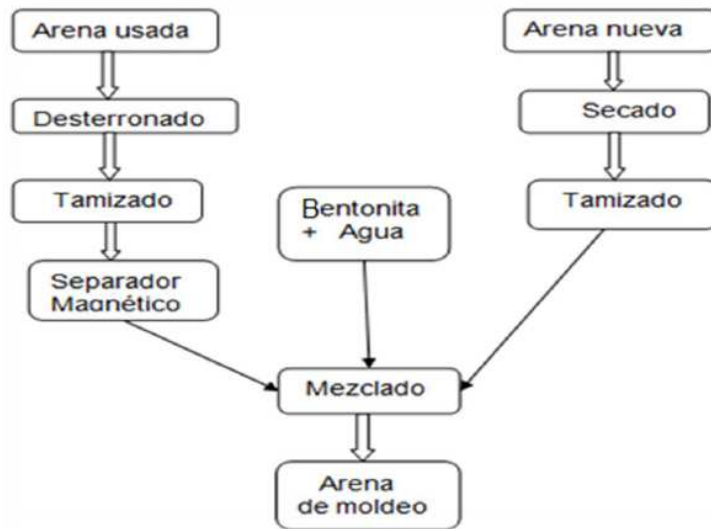 Arena usada
Arena nueva
Desterronado
Secado
Tamizado
Bentonita
+ Agua
Tamizado
Separador
Magnético
Mezclado
Arena
de moldeo